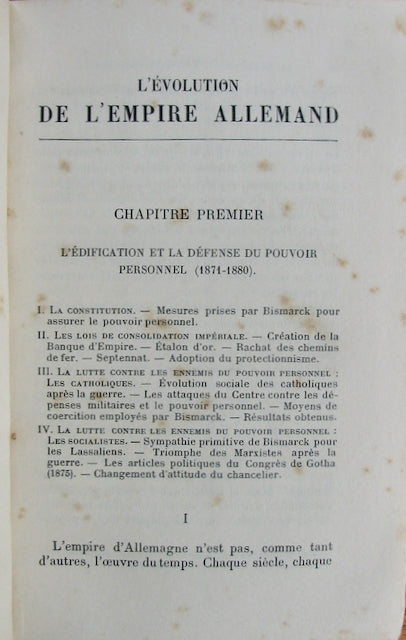 L'ÉVOLUTION
DE L'EMPIRE ALLEMAND
CHAPITRE PREMIER
L'ÉDIFICATION ET LA DÉFENSE DU POUVOIR
PERSONNEL (1871-1880).
I. La constitution. — Mesures prises par Bismarck pour
assurer le pouvoir personnel.
II. Les lois de consolidation impériale. — Création de la
Banque d'Empire. — Étalon d'or. — Rachat des chemins
de fer. — Septennat. — Adoption du protectionnisme.
III. La lutte contre les ennemis du pouvoir personnel :
Les catholiques. — Évolution sociale des catholiques
après la guerre. — Les attaques du Centre contre les dé-
penses militaires et le pouvoir personnel. — Moyens de
coercition employés par Bismarck. — Résultats obtenus.
IV. La lutte contre les ennemis du pouvoir personnel :
Les socialistes. — Sympathie primitive de Bismarck pour
les Lassaliens. — Triomphe des Marxistes après la
guerre. — Les articles politiques du Congrès de Gotha
(1875). — Changement d'attitude du chancelier.
I
L'empire d'Allemagne n'est pas, comme tant
d'autres, l'œuvre du temps. Chaque siècle, chaque